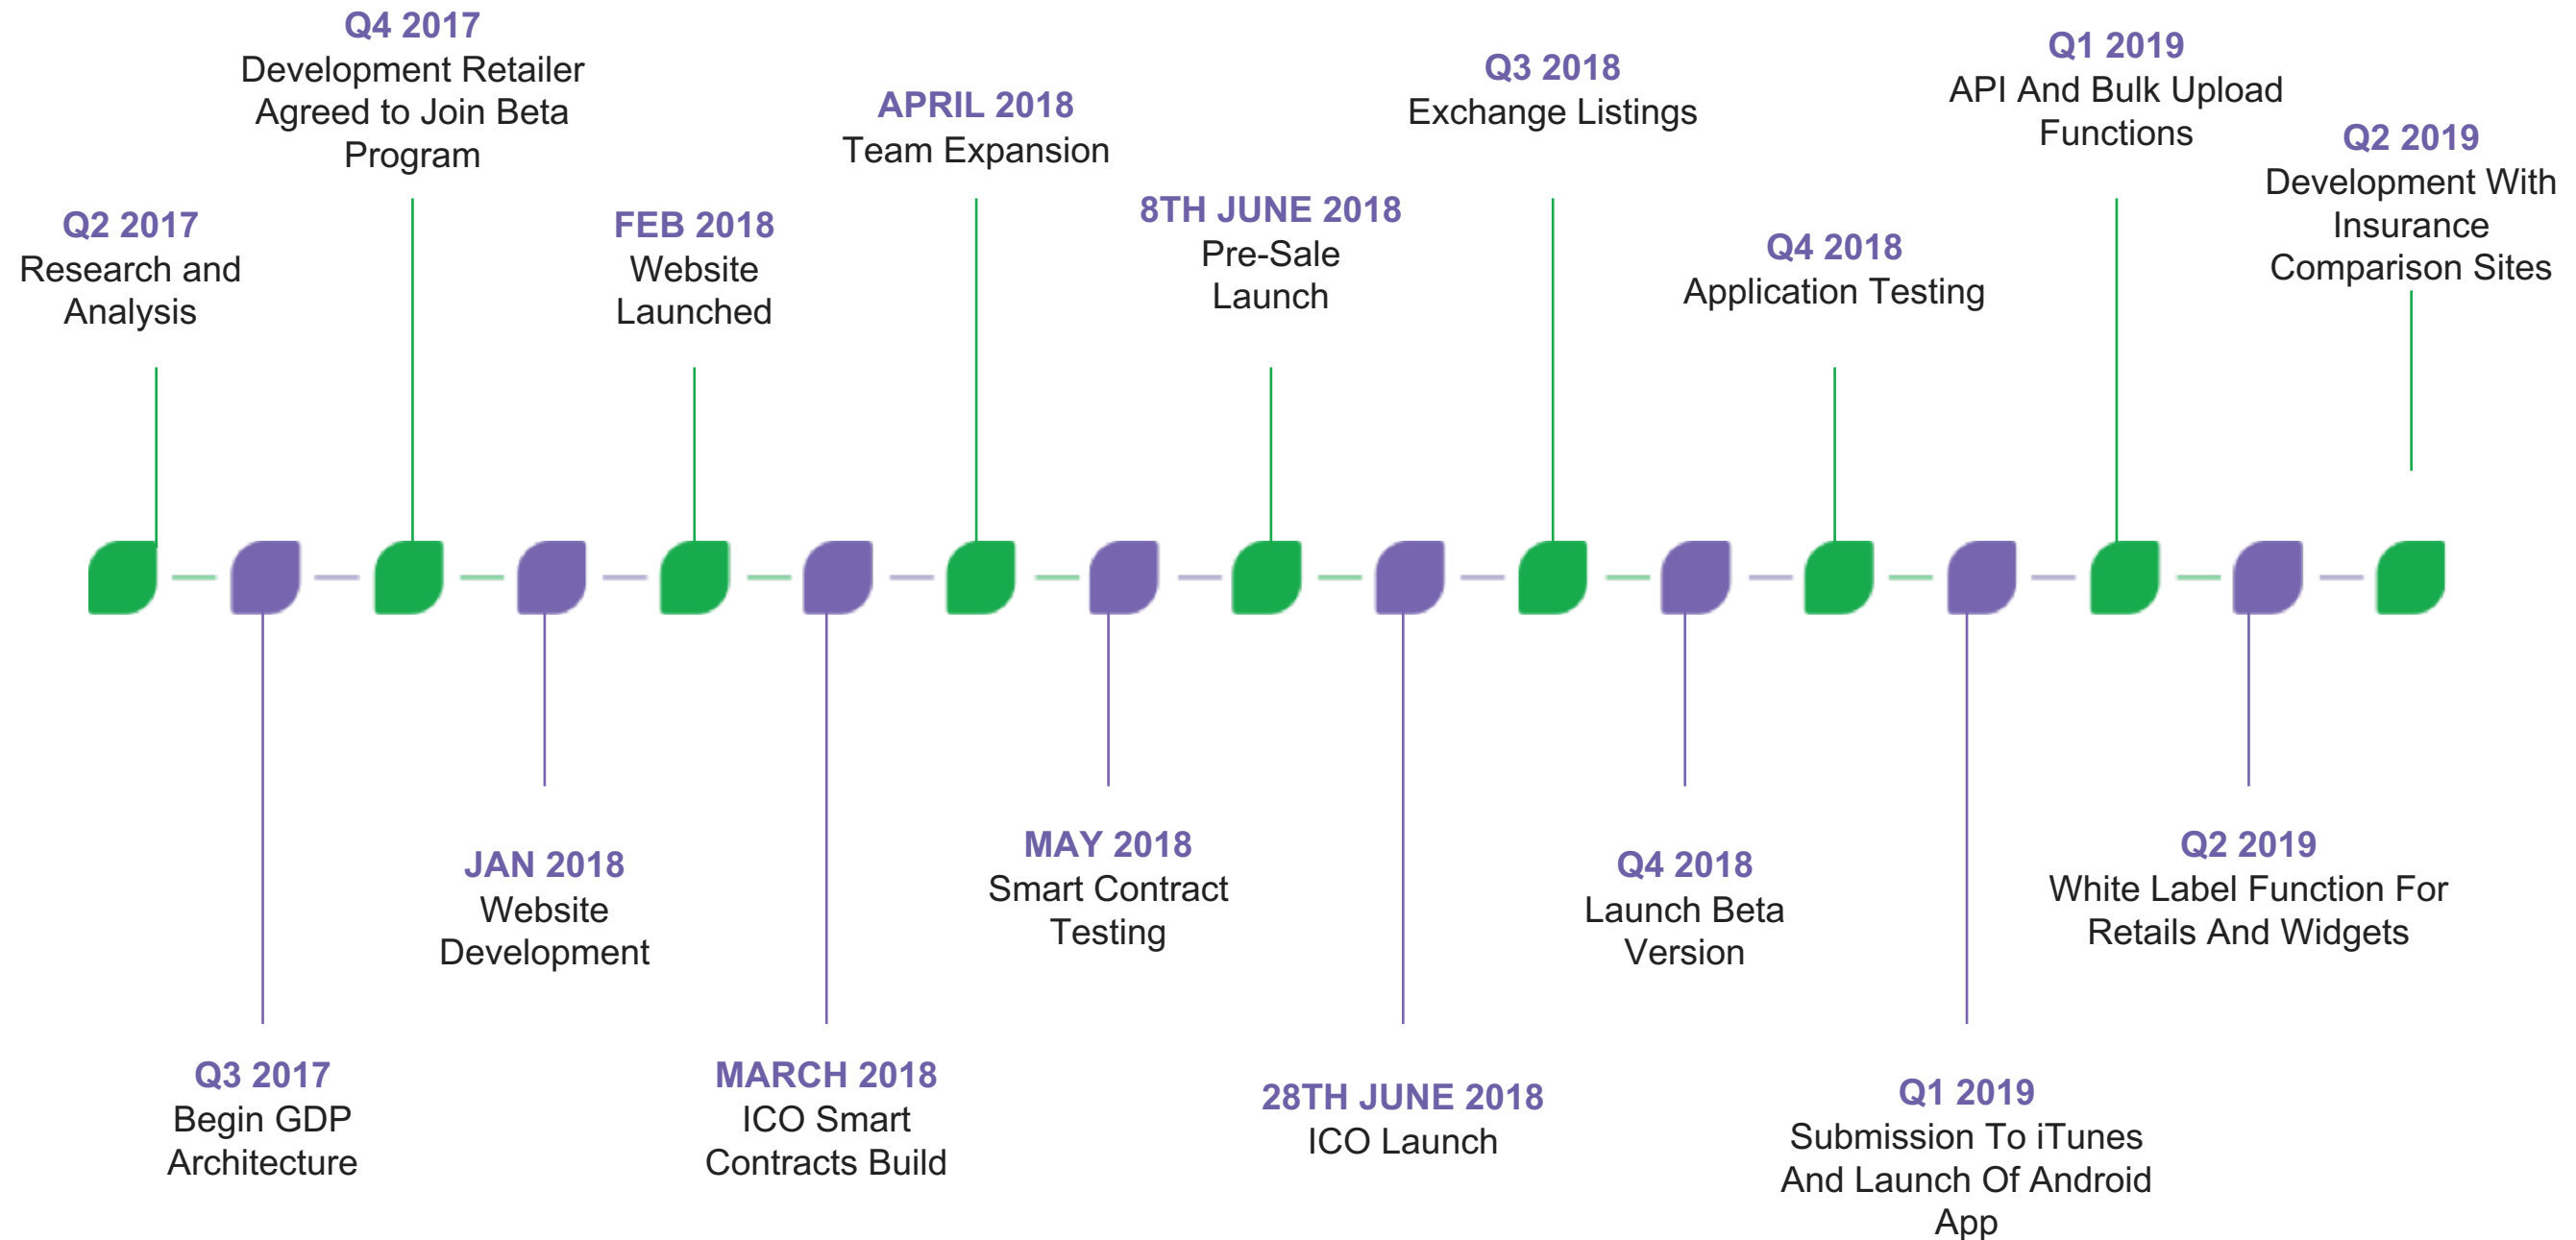 Q2 2017
Research and
Analysis
Q3 2017
Begin GDP
Architecture
Q4 2017
Development Retailer
Agreed to Join Beta
Program
JAN 2018
Website
Development
FEB 2018
Website
Launched
MARCH 2018
ICO Smart
Contracts Build
APRIL 2018
Team Expansion
MAY 2018
Smart Contract
Testing
8TH JUNE 2018
Pre-Sale
Launch
28TH JUNE 2018
ICO Launch
Q3 2018
Exchange Listings
Q4 2018
Launch Beta
Version
Q4 2018
Application Testing
Q1 2019
Submission To iTunes
And Launch Of Android
App
Q1 2019
API And Bulk Upload
Functions
Q2 2019
White Label Function For
Retails And Widgets
Q2 2019
Development With
Insurance
Comparison Sites